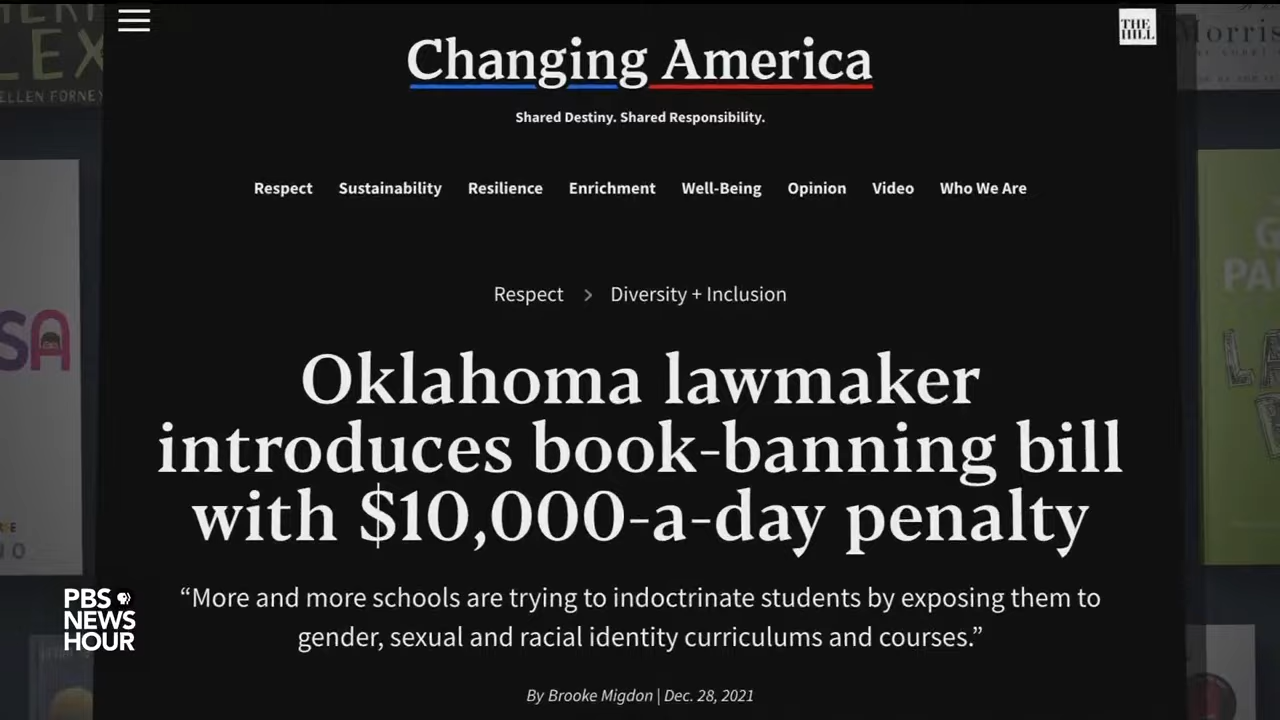 THE
HILL
Changing America
Shared Destiny. Shared Responsibility.
Respect Sustainability Resilience Enrichment Well-Being Opinion Video Who We Are
Respect > Diversity + Inclusion
Oklahoma lawmaker
introduces book-banning bill
with $10,000-a-day penalty
“More and more schools are trying to indoctrinate students by exposing them to
gender, sexual and racial identity curriculums and courses.”
By Brooke Migdon | Dec. 28, 2021
PBS
NEWS
HOUR
ELLEN FORNEY
Morris